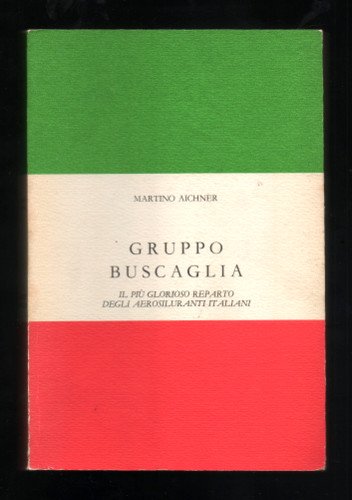 MARTINO AICHNER
GRUPPO
BUSCAGLIA
IL PIÙ GLORIOSO REPARTO
DEGLI AEROSILURANTI ITALIANI